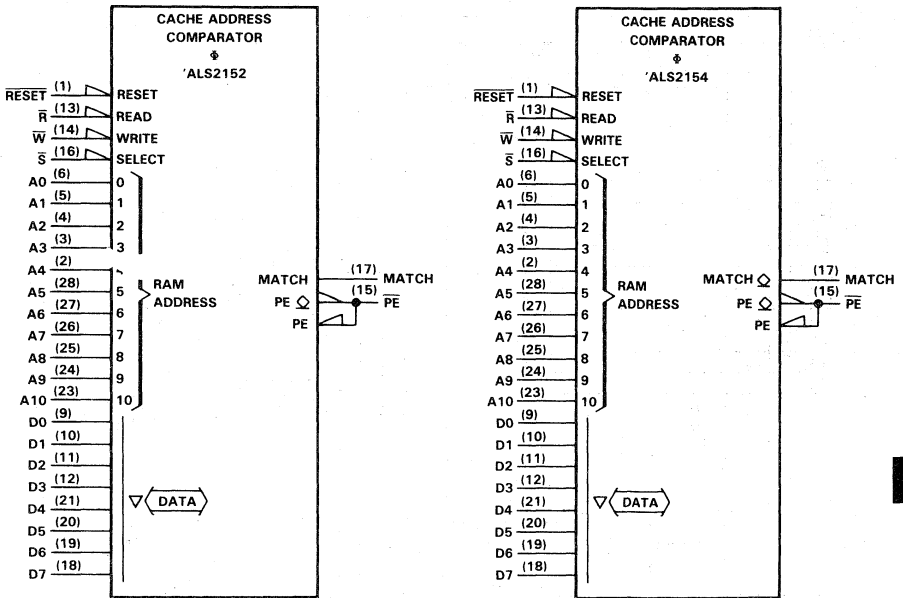 CACHE ADDRESS
COMPARATOR
Φ
'ALS2152
RESET (1) RESET
R (13) READ
W (14) WRITE
S (16) SELECT
A0 (6) 0
A1 (5) 1
A2 (4) 2
A3 (3) 3
A4 (2)
A5 (28) 5
A6 (27) 6
A7 (26) 7
A8 (25) 8
A9 (24) 9
A10 (23) 10
RAM
ADDRESS
MATCH (17) MATCH
PE (15) PE
PE
D0 (9)
D1 (10)
D2 (11)
D3 (12)
D4 (21)
D5 (20)
D6 (19)
D7 (18)
DATA
CACHE ADDRESS
COMPARATOR
Φ
'ALS2154
RESET (1) RESET
R (13) READ
W (14) WRITE
S (16) SELECT
A0 (6) 0
A1 (5) 1
A2 (4) 2
A3 (3) 3
A4 (2) 4
A5 (28) 5
A6 (27) 6
A7 (26) 7
A8 (25) 8
A9 (24) 9
A10 (23) 10
RAM
ADDRESS
MATCH (17) MATCH
PE (15) PE
PE
D0 (9)
D1 (10)
D2 (11)
D3 (12)
D4 (21)
D5 (20)
D6 (19)
D7 (18)
DATA